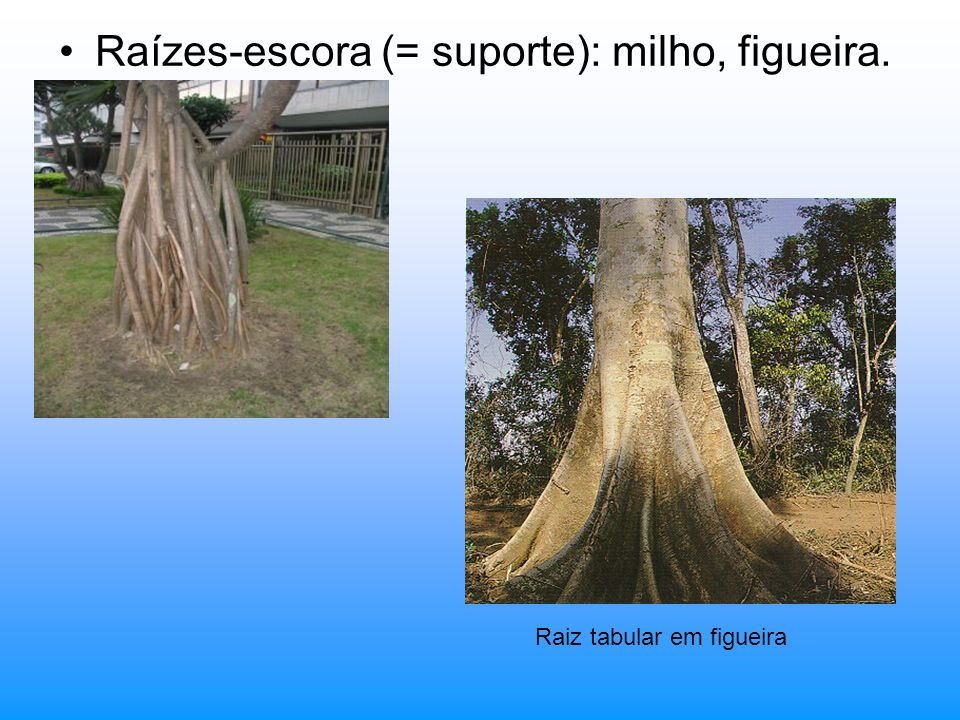 • Raízes-escora (= suporte): milho, figueira.
Raiz tabular em figueira